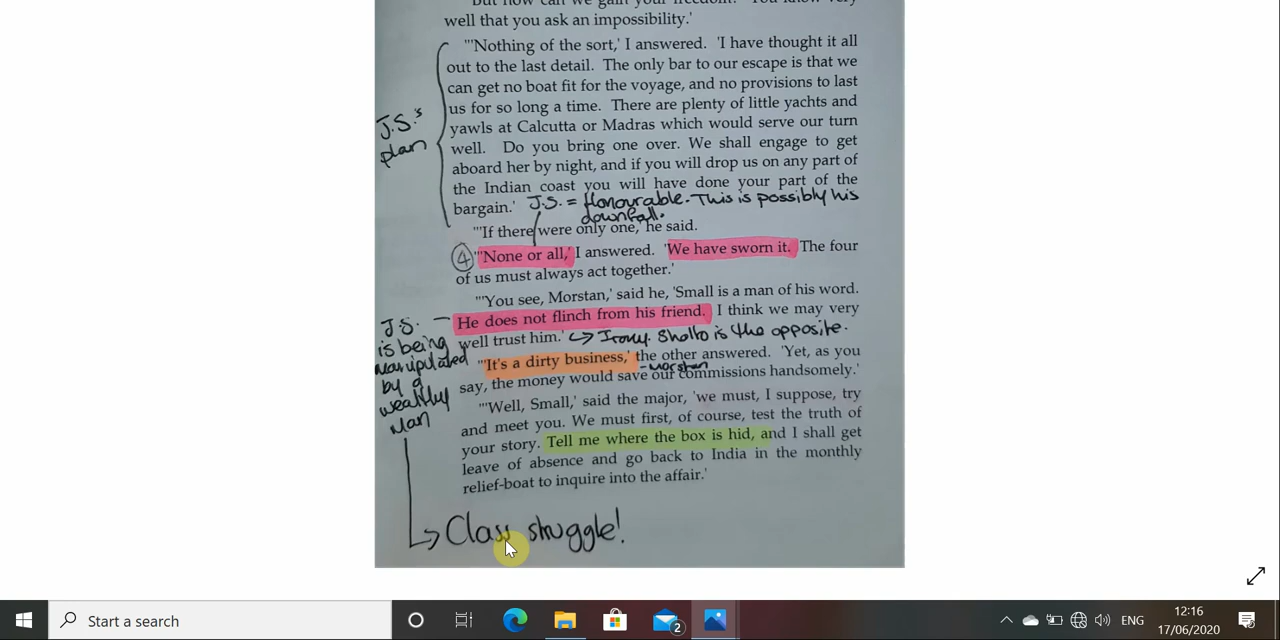 "But how can we gain your freedom? You know very
well that you ask an impossibility.'
"'Nothing of the sort,' I answered. 'I have thought it all
out to the last detail. The only bar to our escape is that we
can get no boat fit for the voyage, and no provisions to last
us for so long a time. There are plenty of little yachts and
yawls at Calcutta or Madras which would serve our turn
well. Do you bring one over. We shall engage to get
aboard her by night, and if you will drop us on any part of
the Indian coast you will have done your part of the
bargain.'
J.S.'s
plan
J.S. = honourable. This is possibly his
downfall.
"'If there were only one,' he said.
④
"'None or all,' I answered. 'We have sworn it. The four
of us must always act together.'
"'You see, Morstan,' said he, 'Small is a man of his word.
He does not flinch from his friend. I think we may very
well trust him.'
→ Irony. Sholto is the opposite.
J.S. –
is being
manipulated
by a
wealthy
man
"'It's a dirty business,' the other answered. 'Yet, as you
- Morstan
say, the money would save our commissions handsomely.'
"'Well, Small,' said the major, 'we must, I suppose, try
and meet you. We must first, of course, test the truth of
your story. Tell me where the box is hid, and I shall get
leave of absence and go back to India in the monthly
relief-boat to inquire into the affair.'
→ Class struggle!
Start a search
2
ENG
12:16
17/06/2020